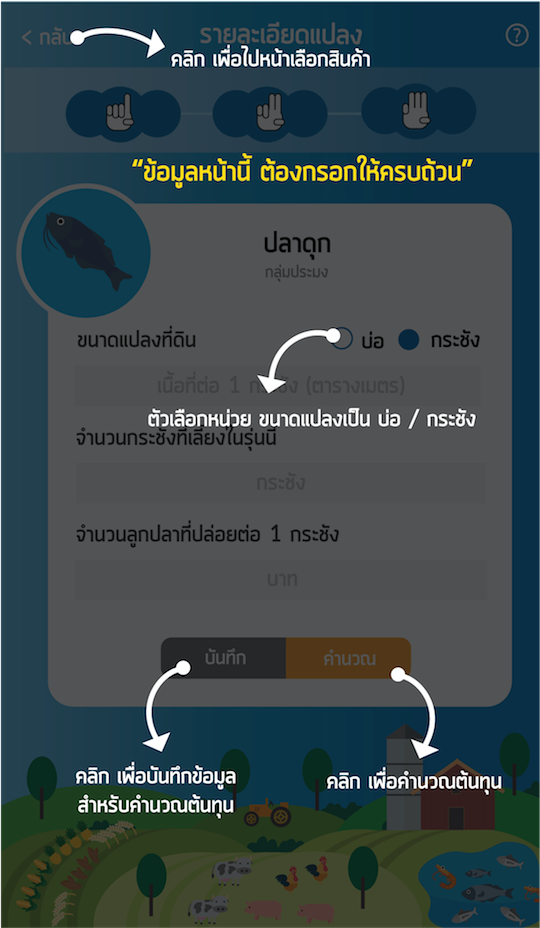 < กลับ
รายละเอียดแปลง
?
คลิก เพื่อไปหน้าเลือกสินค้า
“ข้อมูลหน้านี้ ต้องกรอกให้ครบถ้วน”
ปลาดุก
กลุ่มประมง
ขนาดแปลงที่ดิน
บ่อ
กระชัง
เนื้อที่ต่อ 1 กระชัง (ตารางเมตร)
ตัวเลือกหน่วย ขนาดแปลงเป็น บ่อ / กระชัง
จำนวนกระชังที่เลี้ยงในรุ่นนี้
กระชัง
จำนวนลูกปลาที่ปล่อยต่อ 1 กระชัง
บาท
บันทึก
คำนวณ
คลิก เพื่อบันทึกข้อมูล
สำหรับคำนวณต้นทุน
คลิก เพื่อคำนวณต้นทุน